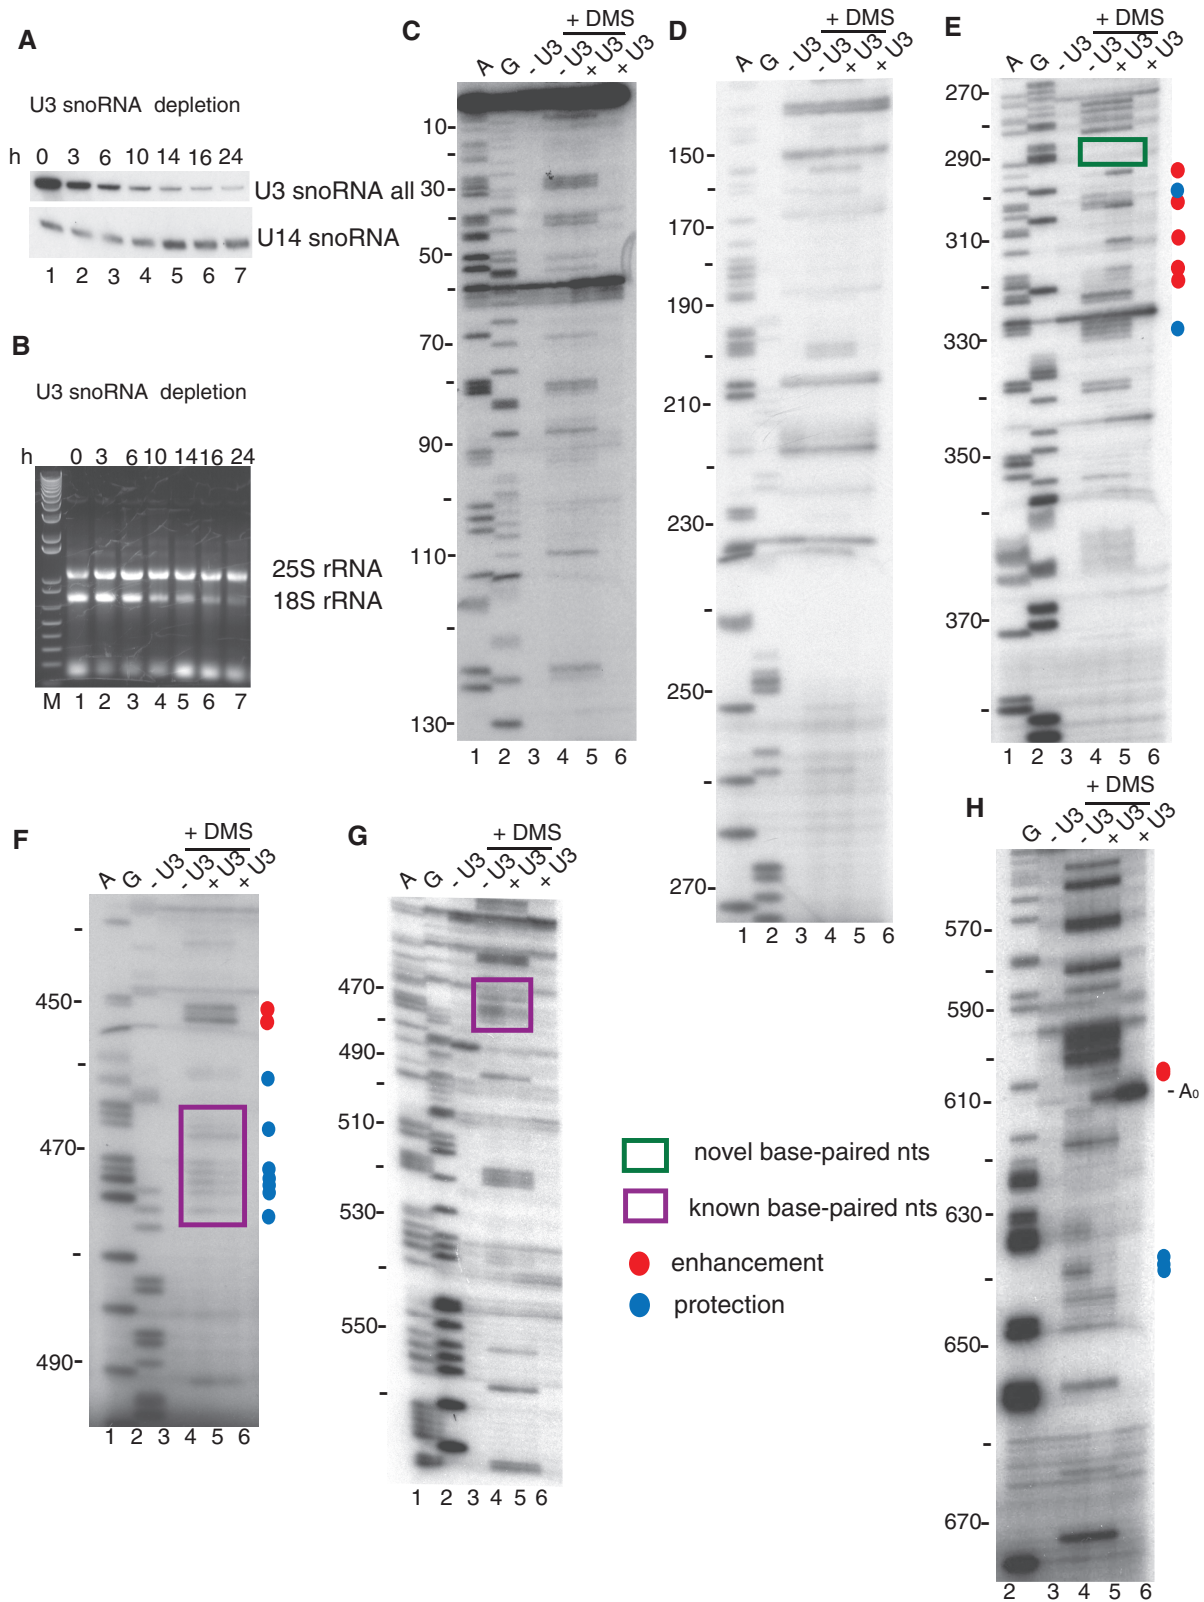 A
U3 snoRNA depletion
h 0 3 6 10 14 16 24
U3 snoRNA all
U14 snoRNA
1 2 3 4 5 6 7
B
U3 snoRNA depletion
h 0 3 6 10 14 16 24
25S rRNA
18S rRNA
M 1 2 3 4 5 6 7
C
+ DMS
A G - U3 - U3 + U3 + U3
10-
30-
50-
70-
90-
110-
130-
1 2 3 4 5 6
D
+ DMS
A G - U3 - U3 + U3 + U3
150-
170-
190-
210-
230-
250-
270-
1 2 3 4 5 6
E
+ DMS
A G - U3 - U3 + U3 + U3
270-
290-
310-
330-
350-
370-
1 2 3 4 5 6
F
+ DMS
A G - U3 - U3 + U3 + U3
450-
470-
490-
1 2 3 4 5 6
G
+ DMS
A G - U3 - U3 + U3 + U3
470-
490-
510-
530-
550-
1 2 3 4 5 6
novel base-paired nts
known base-paired nts
enhancement
protection
H
+ DMS
G - U3 - U3 + U3 + U3
570-
590-
- A0
610-
630-
650-
670-
2 3 4 5 6